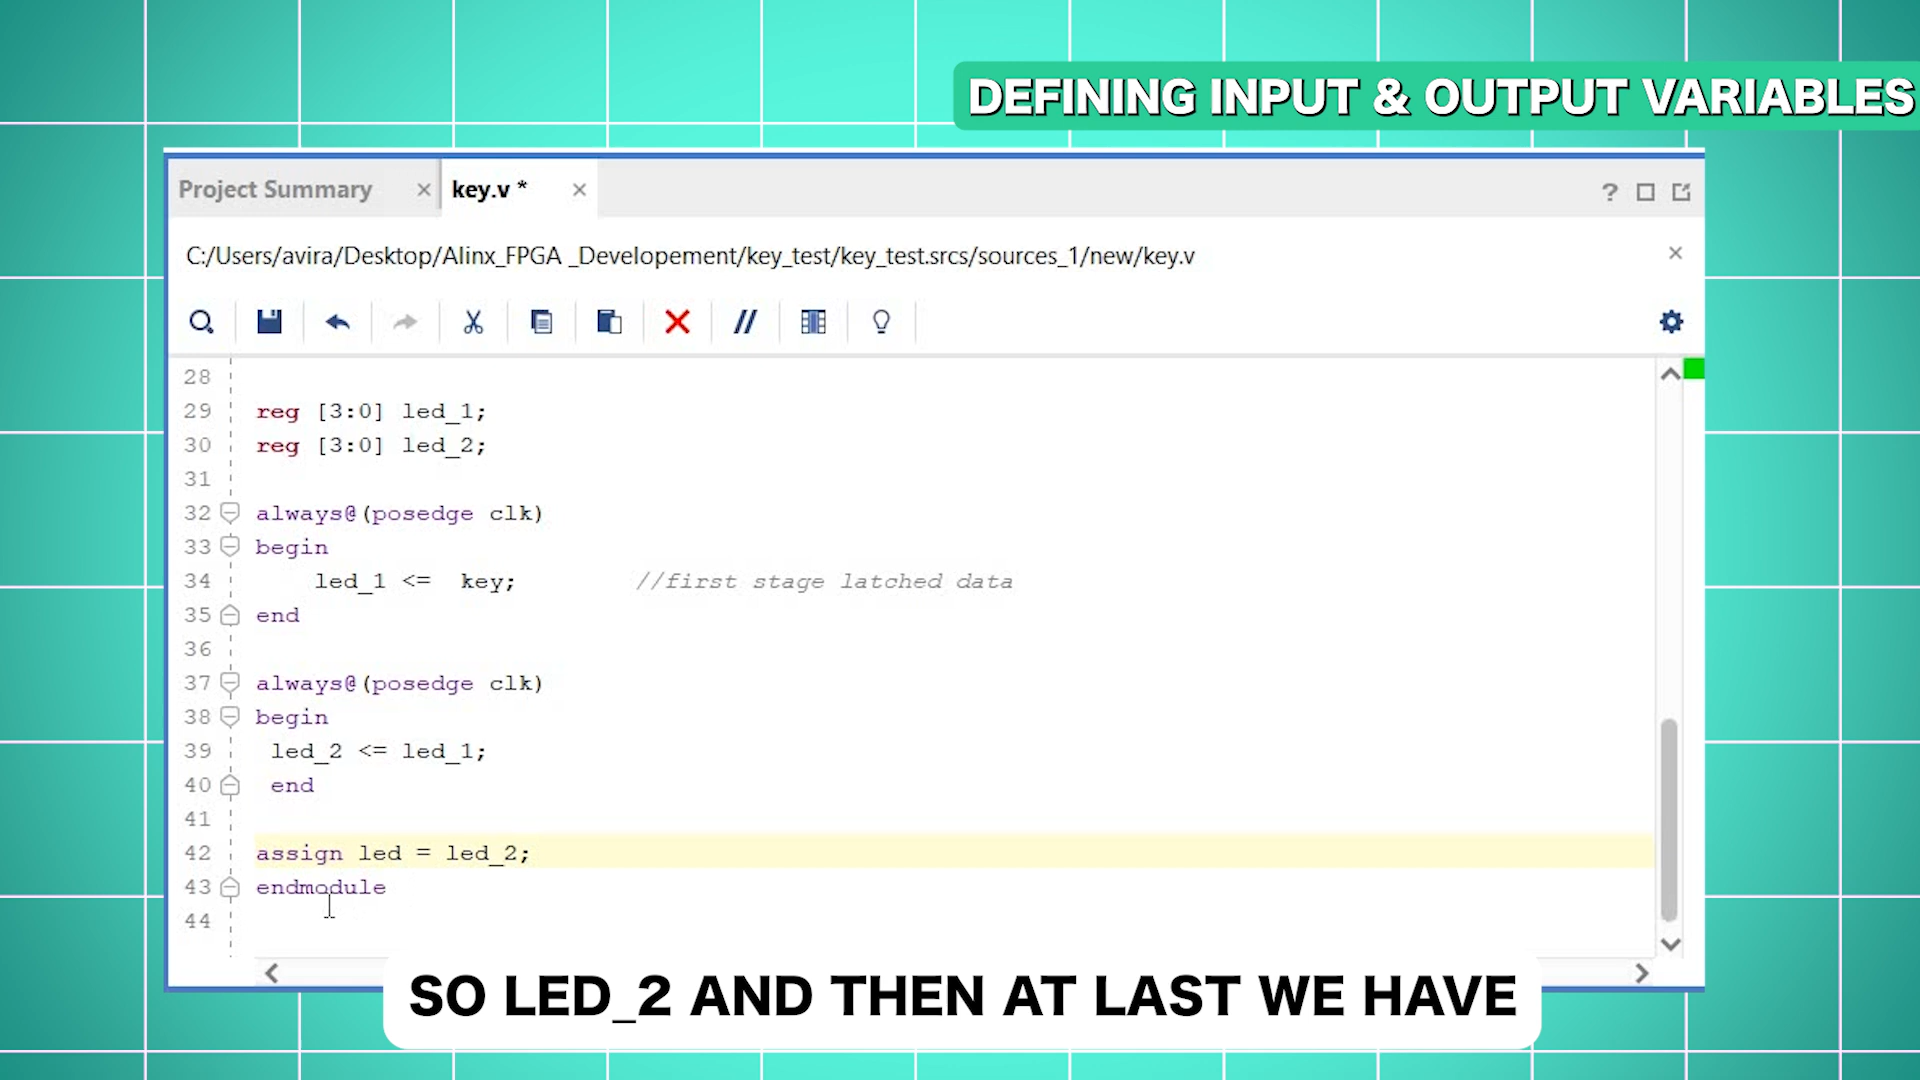 DEFINING INPUT & OUTPUT VARIABLES
Project Summary
key.v *
C:/Users/avira/Desktop/Alinx_FPGA _Developement/key_test/key_test.srcs/sources_1/new/key.v
28
29 reg [3:0] led_1;
30 reg [3:0] led_2;
31
32 always@(posedge clk)
33 begin
34 led_1 <= key; //first stage latched data
35 end
36
37 always@(posedge clk)
38 begin
39 led_2 <= led_1;
40 end
41
42 assign led = led_2;
43 endmodule
44
SO LED_2 AND THEN AT LAST WE HAVE